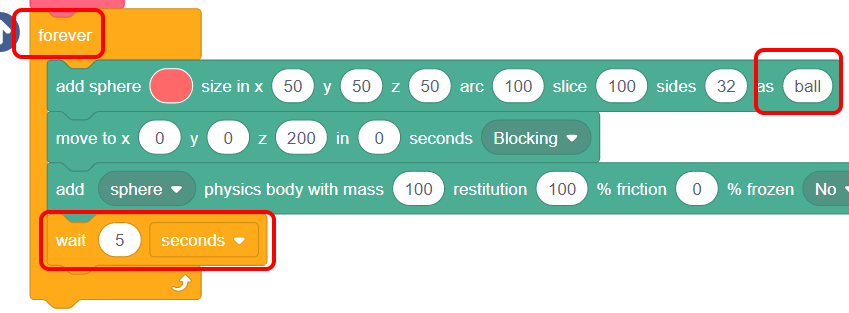 forever
add sphere size in x 50 y 50 z 50 arc 100 slice 100 sides 32 as ball
move to x 0 y 0 z 200 in 0 seconds Blocking
add sphere physics body with mass 100 restitution 100 % friction 0 % frozen No
wait 5 seconds